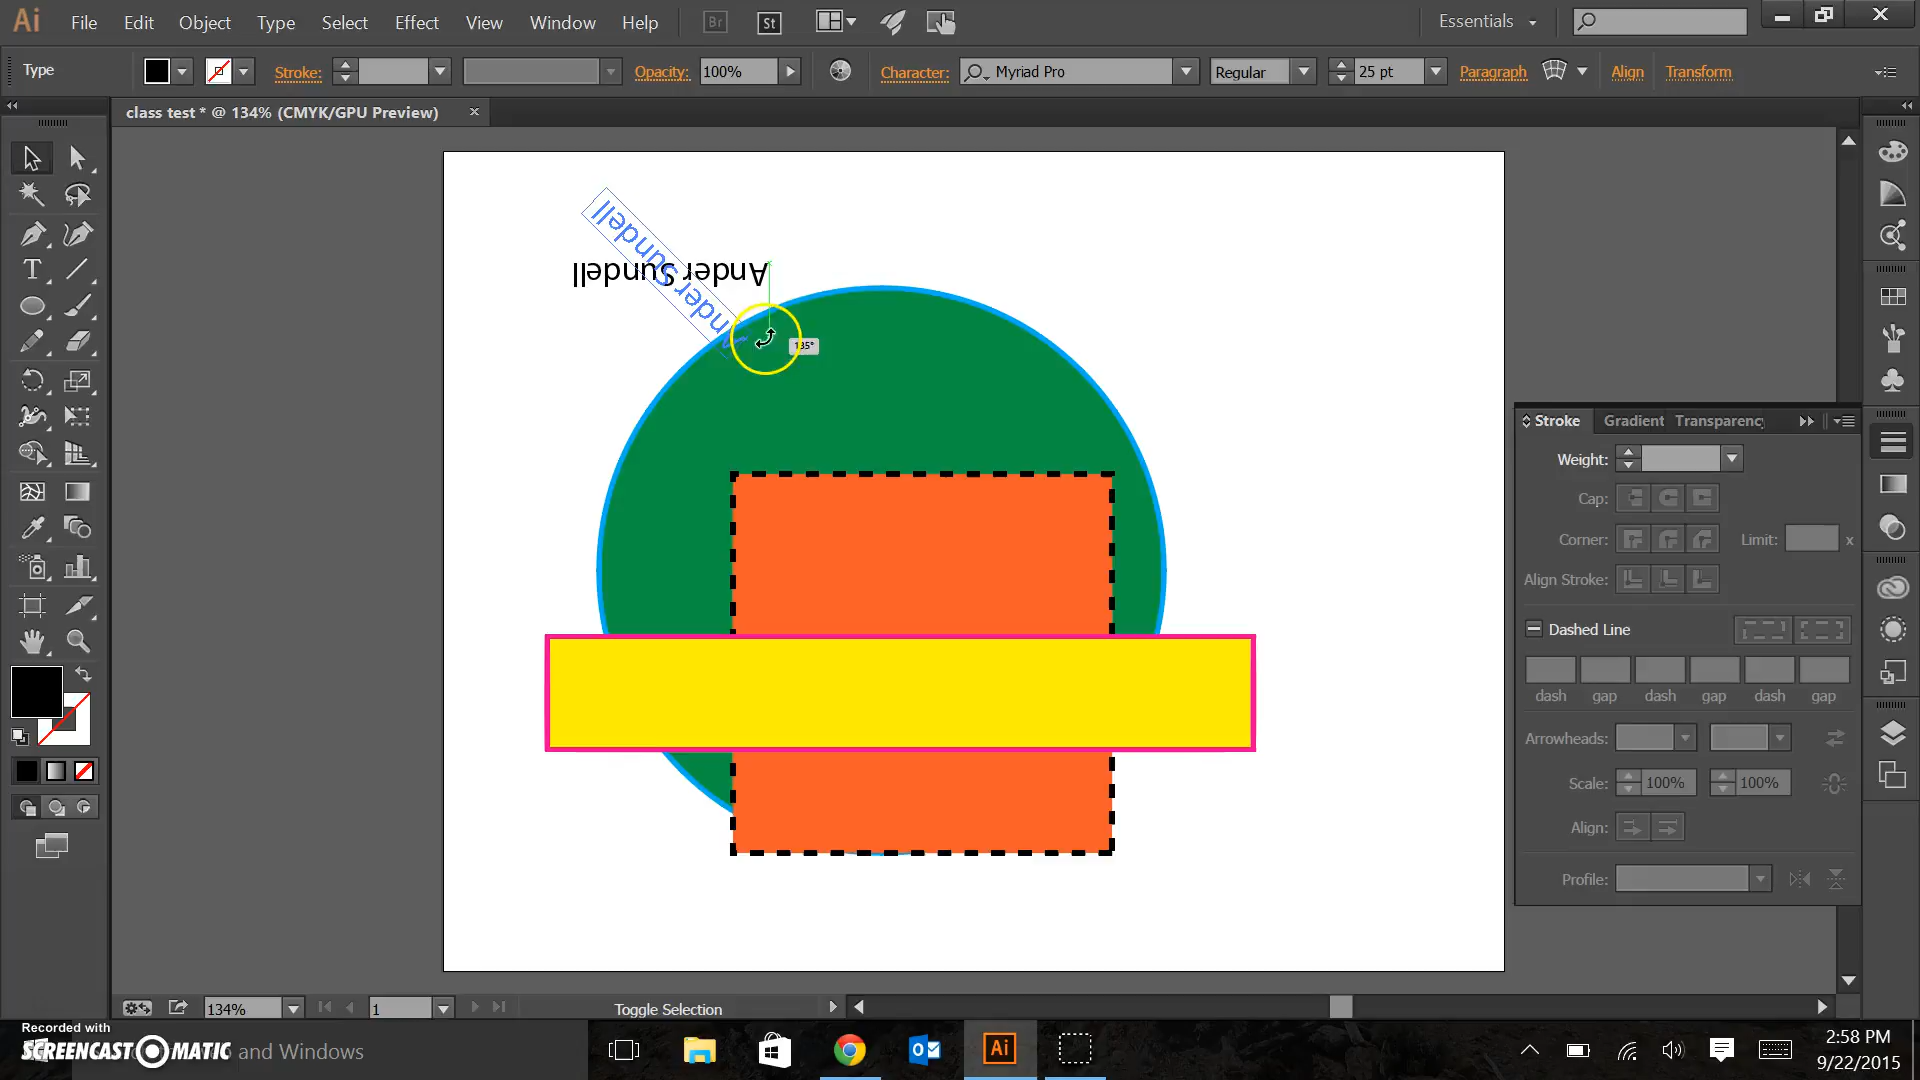 Ai File Edit Object Type Select Effect View Window Help Br St Essentials
Type Stroke: Opacity: 100% Character: Myriad Pro Regular 25 pt Paragraph Align Transform
class test * @ 134% (CMYK/GPU Preview)
Ander Sundell
Ander Sundell
135°
Stroke Gradient Transparency
Weight:
Cap:
Corner: Limit: x
Align Stroke:
Dashed Line
dash gap dash gap dash gap
Arrowheads:
Scale: 100% 100%
Align:
Profile:
134% 1 Toggle Selection
Recorded with
SCREENCAST MATIC and Windows
Ai
2:58 PM
9/22/2015